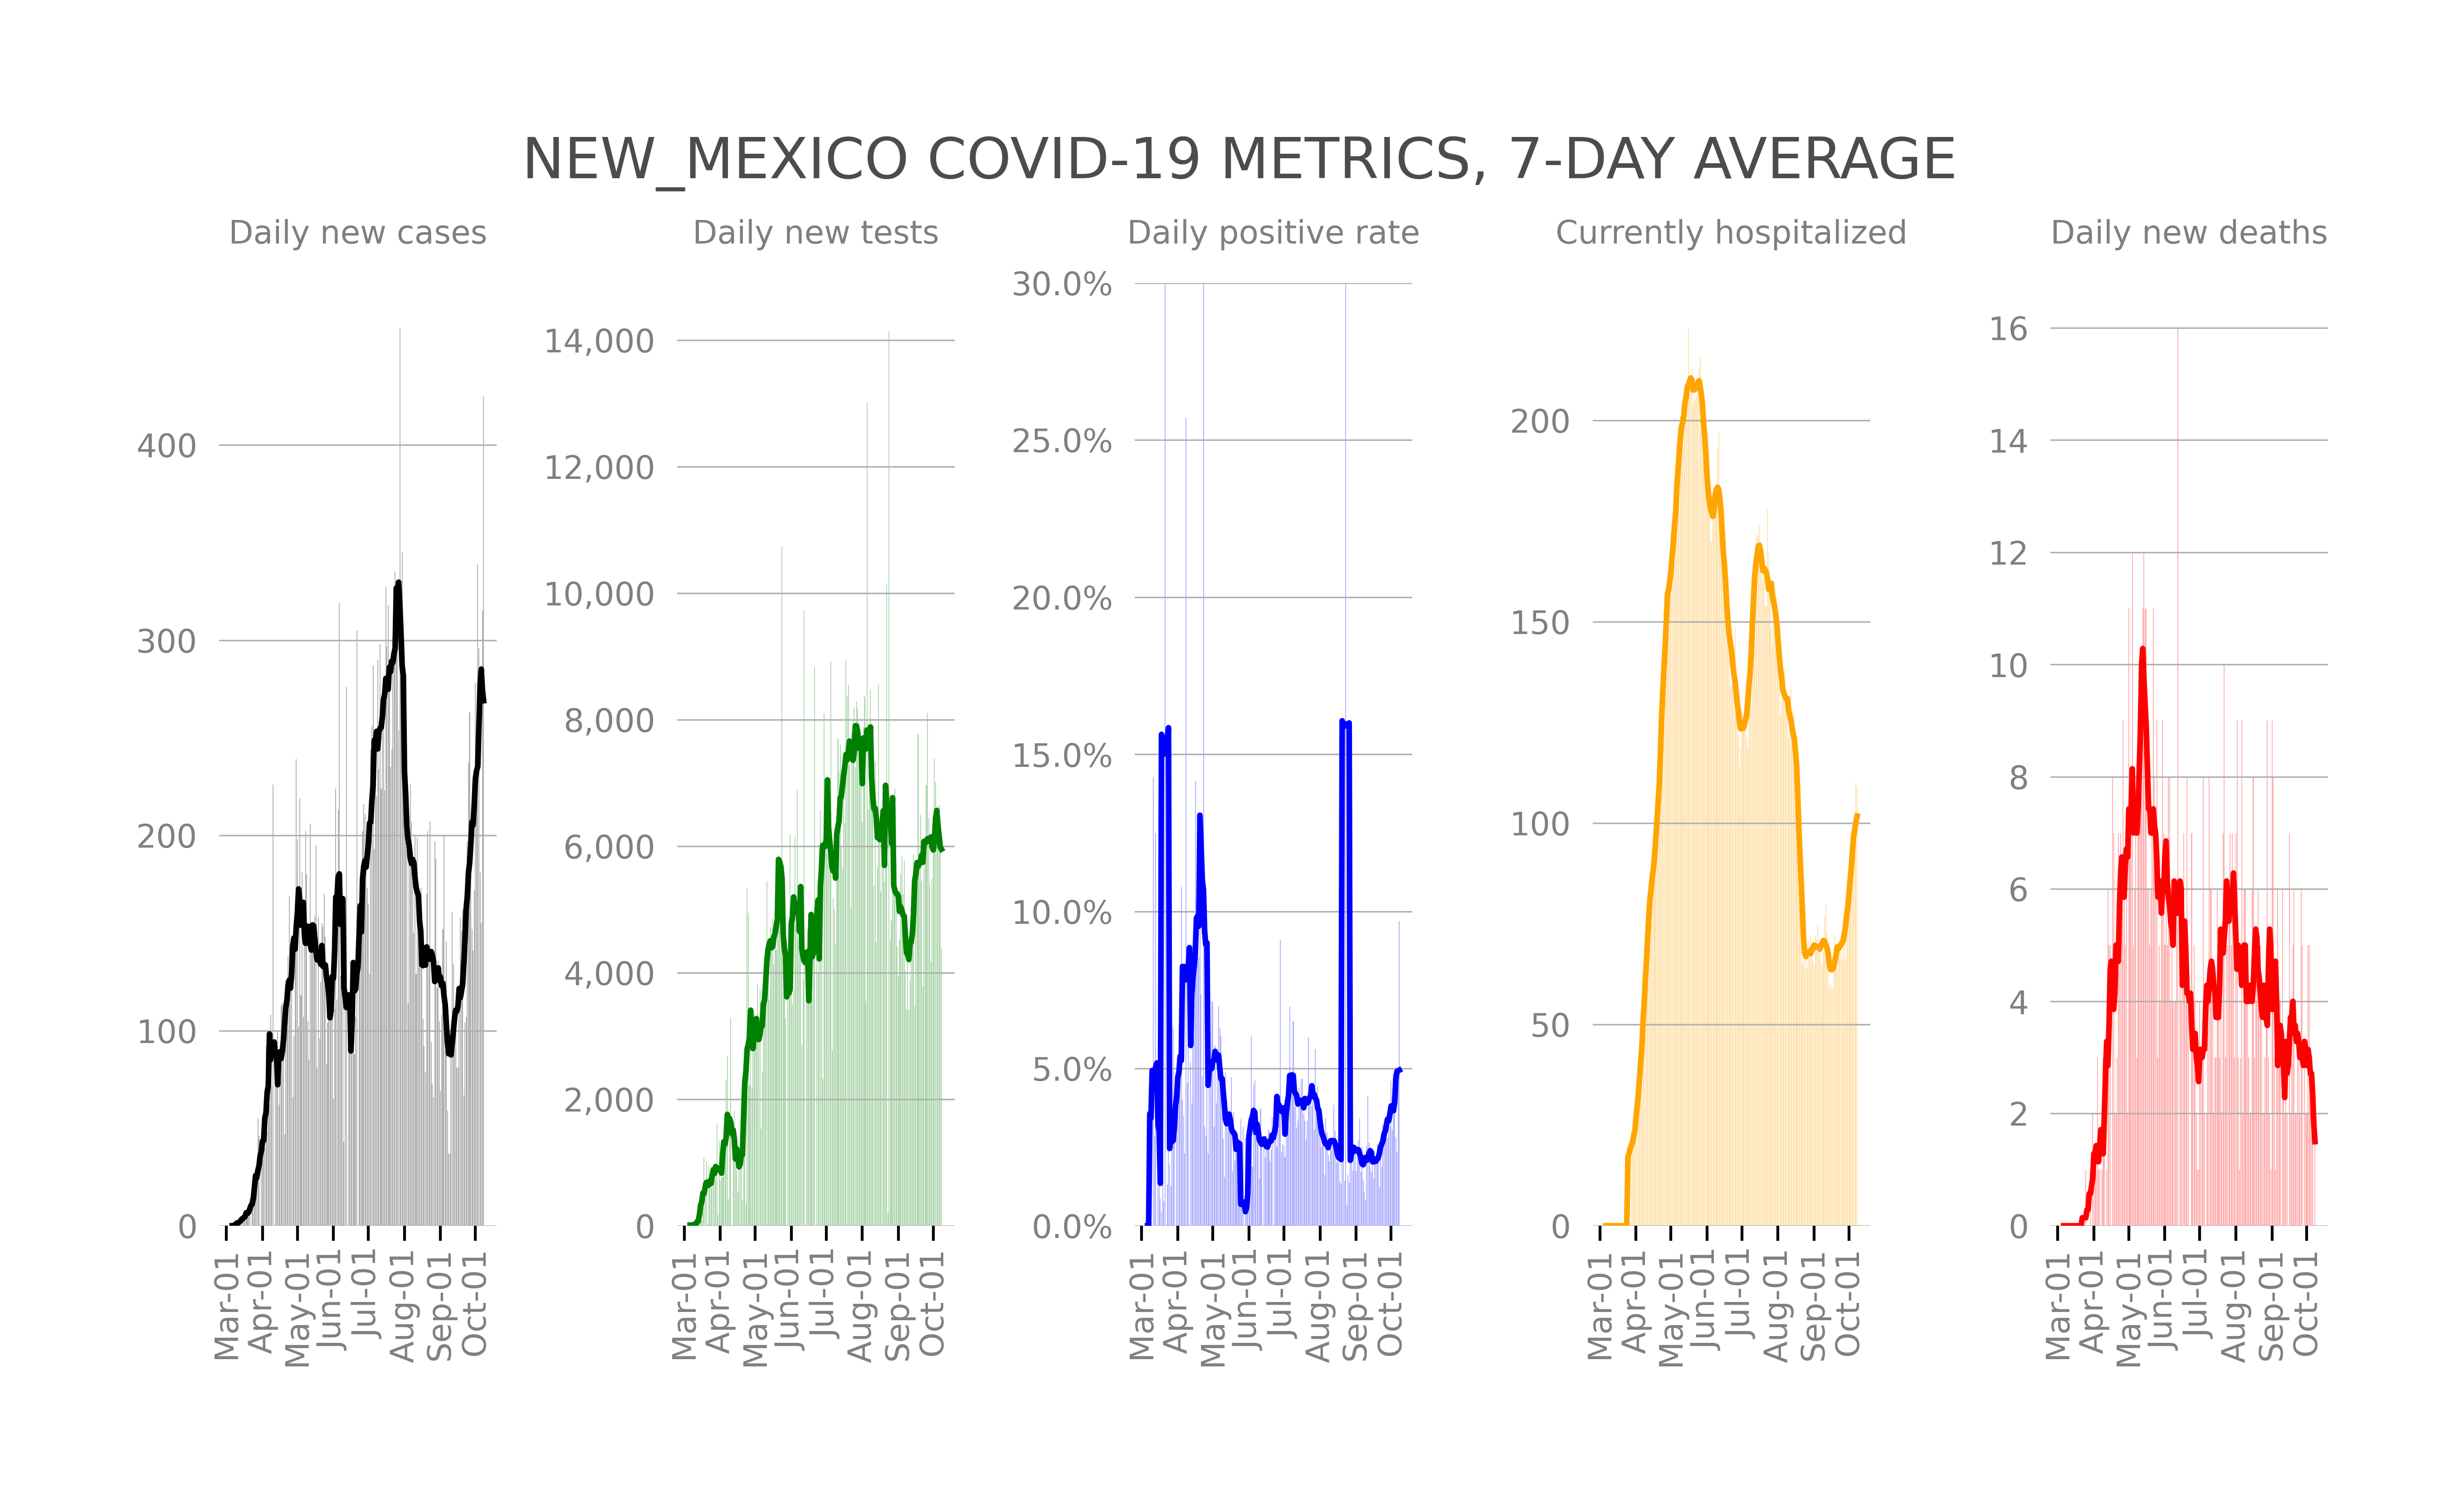 NEW_MEXICO COVID-19 METRICS, 7-DAY AVERAGE
Daily new cases
400
300
200
100
0
Mar-01
Apr-01
May-01
Jun-01
Jul-01
Aug-01
Sep-01
Oct-01
Daily new tests
14,000
12,000
10,000
8,000
6,000
4,000
2,000
0
Mar-01
Apr-01
May-01
Jun-01
Jul-01
Aug-01
Sep-01
Oct-01
Daily positive rate
30.0%
25.0%
20.0%
15.0%
10.0%
5.0%
0.0%
Mar-01
Apr-01
May-01
Jun-01
Jul-01
Aug-01
Sep-01
Oct-01
Currently hospitalized
200
150
100
50
0
Mar-01
Apr-01
May-01
Jun-01
Jul-01
Aug-01
Sep-01
Oct-01
Daily new deaths
16
14
12
10
8
6
4
2
0
Mar-01
Apr-01
May-01
Jun-01
Jul-01
Aug-01
Sep-01
Oct-01